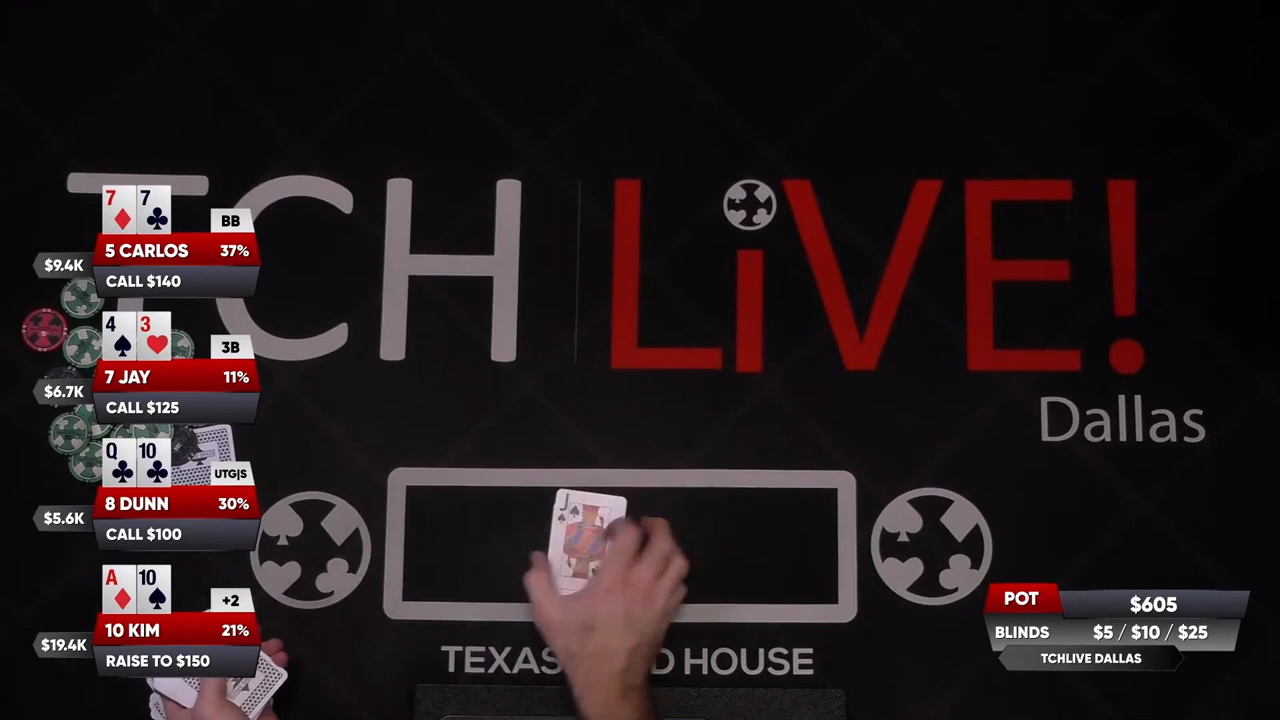 TCH LiVE!
Dallas
7 7
BB
5 CARLOS 37%
$9.4K
CALL $140
4 3
3B
7 JAY 11%
$6.7K
CALL $125
Q 10
UTG|S
8 DUNN 30%
$5.6K
CALL $100
A 10
+2
10 KIM 21%
$19.4K
RAISE TO $150
J
POT $605
BLINDS $5 / $10 / $25
TCHLIVE DALLAS
TEXAS D HOUSE